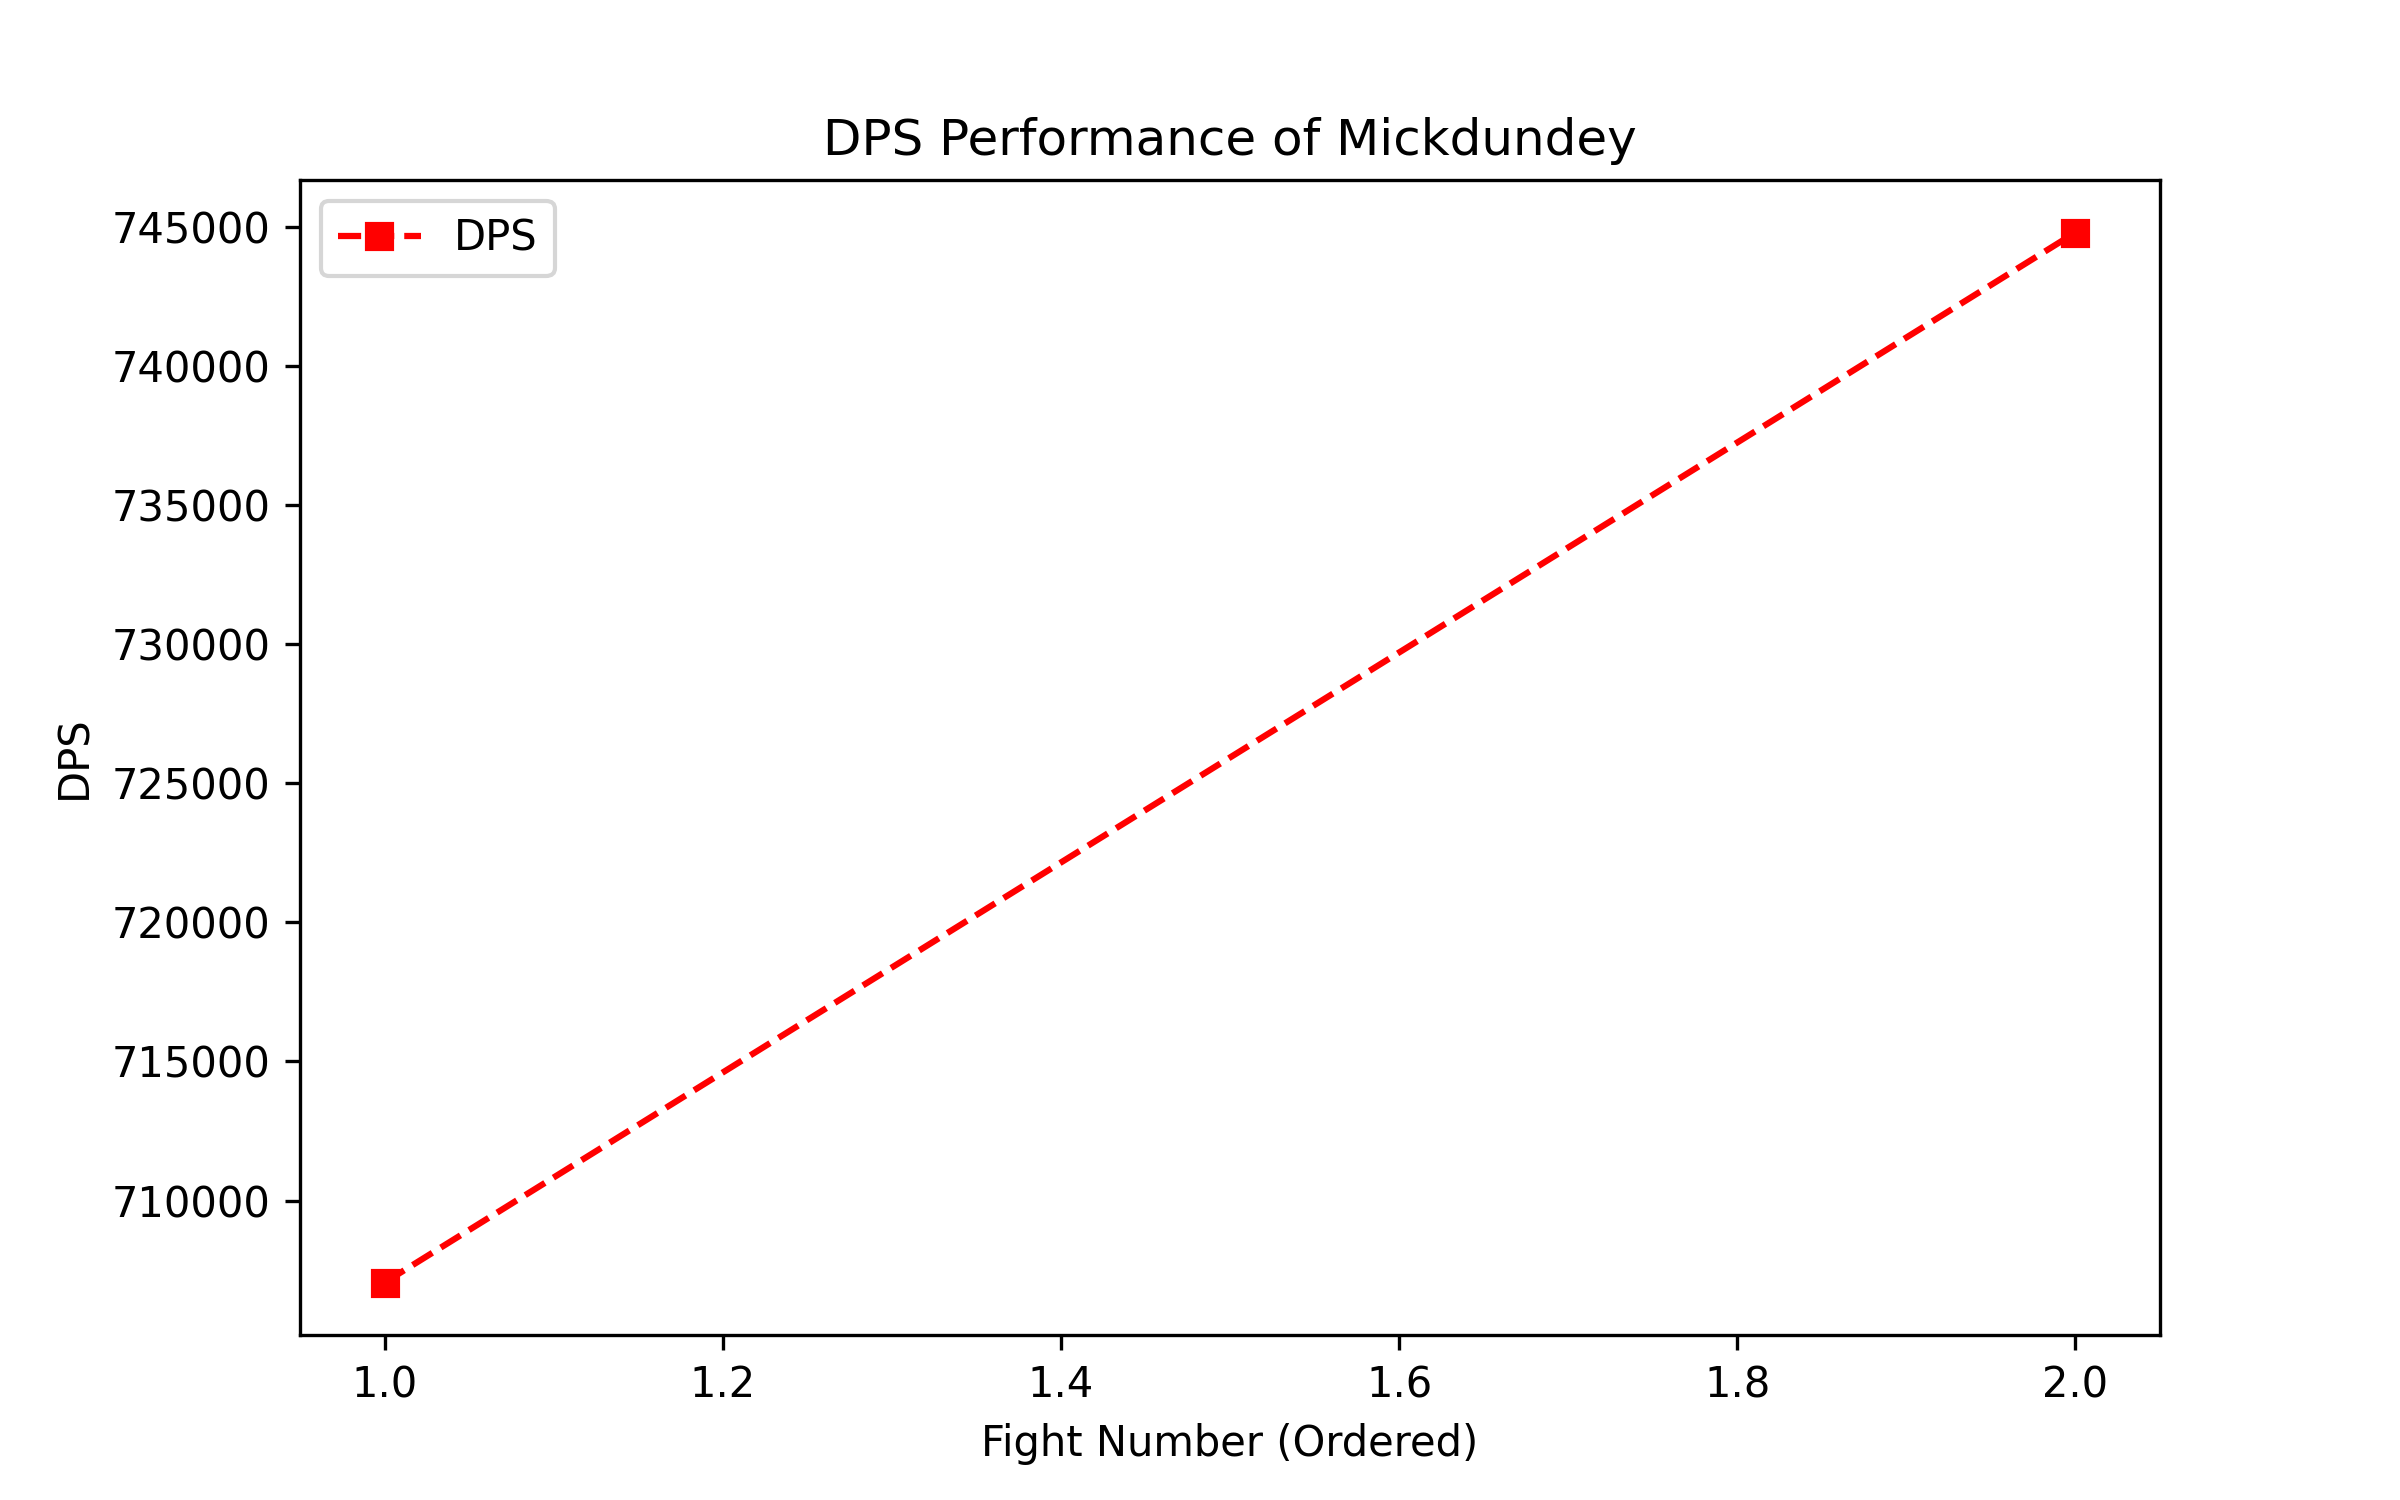 DPS Performance of Mickdundey
DPS
745000
740000
735000
730000
725000
720000
715000
710000
DPS
1.0 1.2 1.4 1.6 1.8 2.0
Fight Number (Ordered)